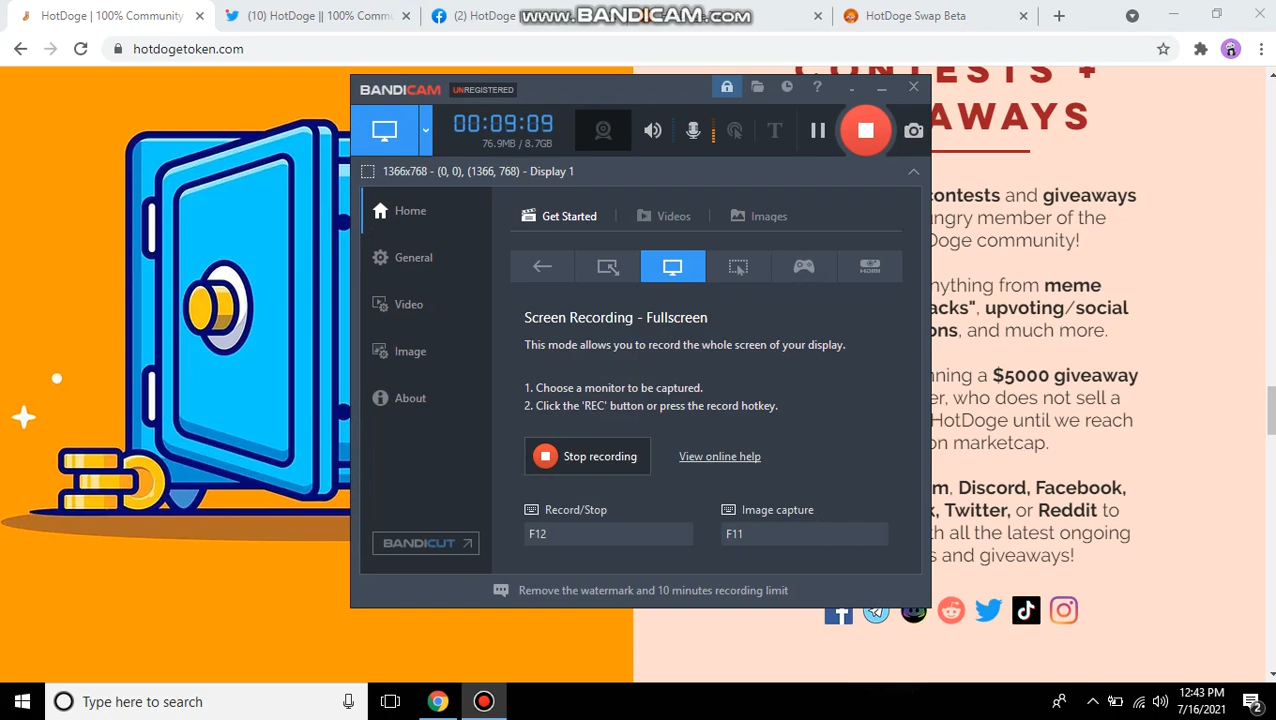 HotDoge | 100% Community
(10) HotDoge || 100% Commu
(2) HotDoge
www.BANDICAM.com
HotDoge Swap Beta
hotdogetoken.com
CONTESTS +
AWAYS
contests and giveaways
ungry member of the
Doge community!
nything from meme
acks", upvoting/social
ons, and much more.
nning a $5000 giveaway
er, who does not sell a
HotDoge until we reach
on marketcap.
m, Discord, Facebook,
k, Twitter, or Reddit to
th all the latest ongoing
s and giveaways!
BANDICAM UNREGISTERED
00:09:09
76.9MB / 8.7GB
1366x768 - (0, 0), (1366, 768) - Display 1
Home
General
Video
Image
About
BANDICUT
Get Started
Videos
Images
HDMI
Screen Recording - Fullscreen
This mode allows you to record the whole screen of your display.
1. Choose a monitor to be captured.
2. Click the 'REC' button or press the record hotkey.
Stop recording
View online help
Record/Stop
Image capture
F12
F11
Remove the watermark and 10 minutes recording limit
Type here to search
12:43 PM
7/16/2021
2